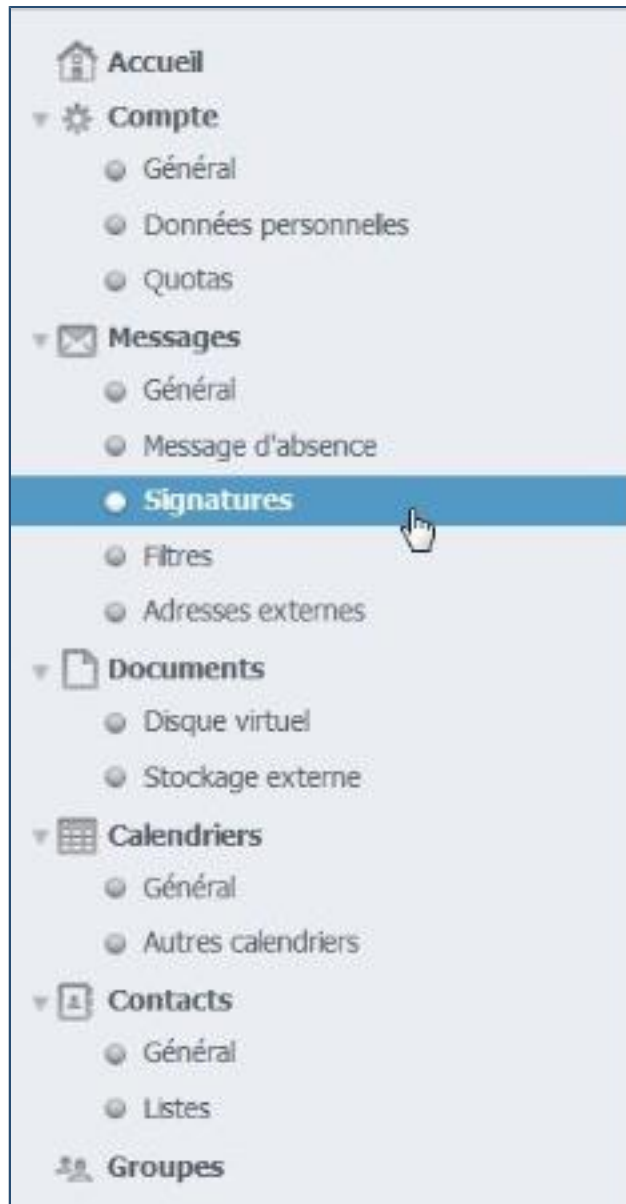 Accueil
Compte
Général
Données personnelles
Quotas
Messages
Général
Message d'absence
Signatures
Filtres
Adresses externes
Documents
Disque virtuel
Stockage externe
Calendriers
Général
Autres calendriers
Contacts
Général
Listes
Groupes